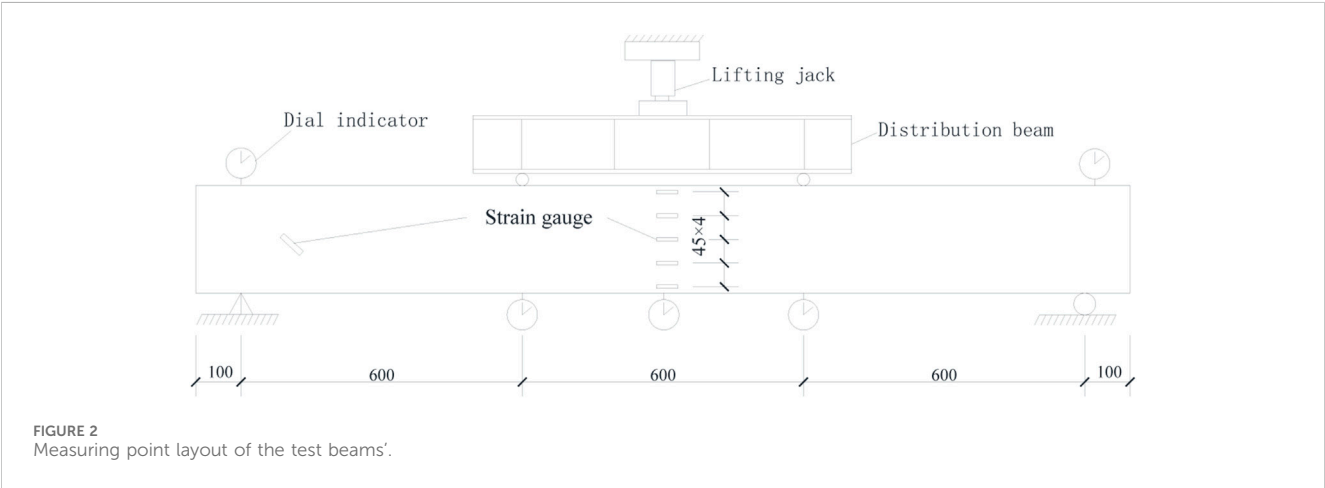 Lifting jack
Dial indicator
Distribution beam
Strain gauge
45×4
100 600 600 600 100
FIGURE 2
Measuring point layout of the test beams’.